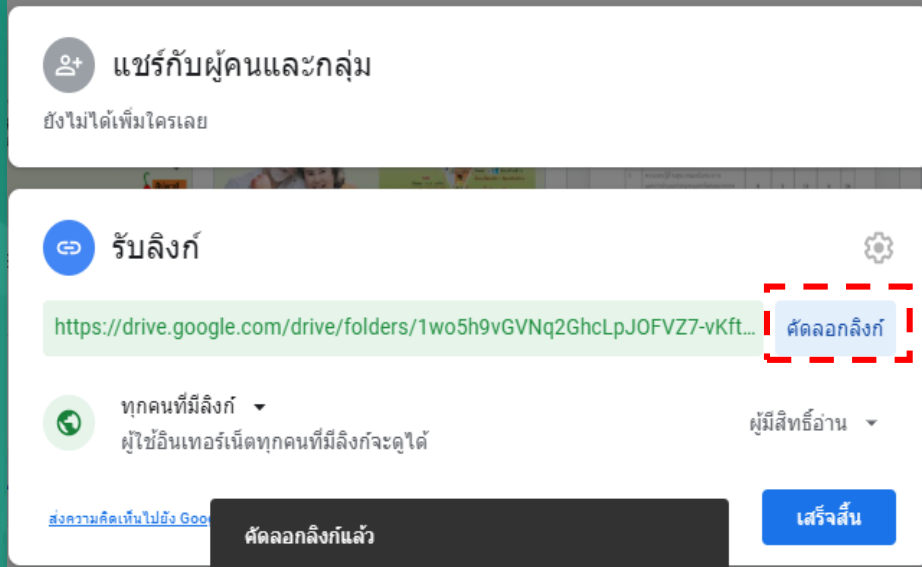 แชร์กับผู้คนและกลุ่ม
ยังไม่ได้เพิ่มใครเลย
รับลิงก์
https://drive.google.com/drive/folders/1wo5h9vGVNq2GhcLpJOFVZ7-vKft...
คัดลอกลิงก์
ทุกคนที่มีลิงก์
ผู้ใช้อินเทอร์เน็ตทุกคนที่มีลิงก์จะดูได้
ผู้มีสิทธิ์อ่าน
ส่งความคิดเห็นไปยัง Goo
คัดลอกลิงก์แล้ว
เสร็จสิ้น